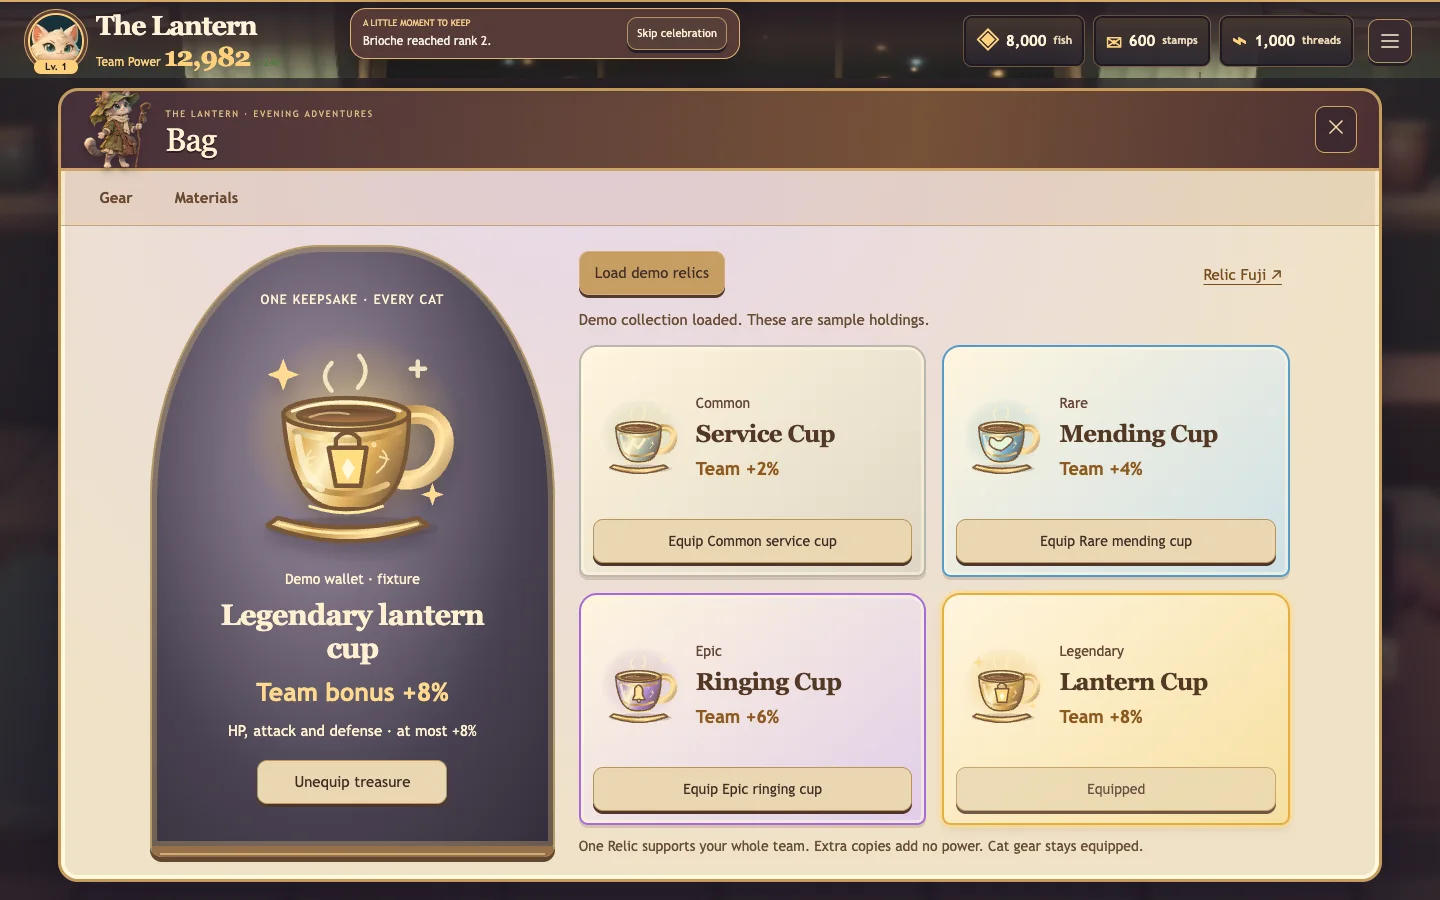 The Lantern
Team Power 12,982
Lv. 1
A LITTLE MOMENT TO KEEP
Brioche reached rank 2.
Skip celebration
8,000 fish
600 stamps
1,000 threads
THE LANTERN · EVENING ADVENTURES
Bag
Gear
Materials
ONE KEEPSAKE · EVERY CAT
Demo wallet · fixture
Legendary lantern
cup
Team bonus +8%
HP, attack and defense · at most +8%
Unequip treasure
Load demo relics
Relic Fuji ↗
Demo collection loaded. These are sample holdings.
Common
Service Cup
Team +2%
Equip Common service cup
Rare
Mending Cup
Team +4%
Equip Rare mending cup
Epic
Ringing Cup
Team +6%
Equip Epic ringing cup
Legendary
Lantern Cup
Team +8%
Equipped
One Relic supports your whole team. Extra copies add no power. Cat gear stays equipped.